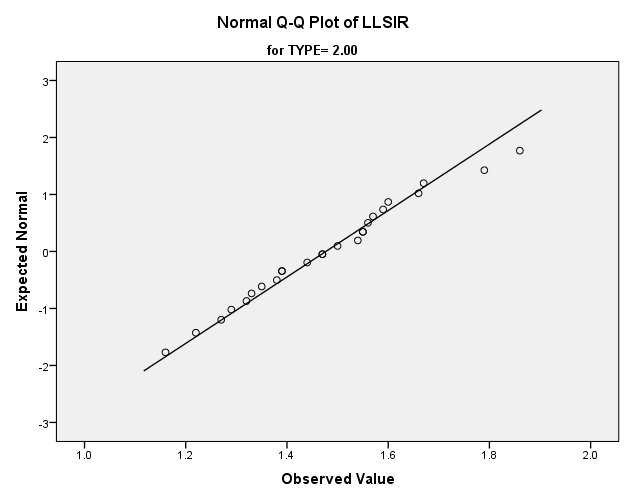 Normal Q-Q Plot of LLSIR
for TYPE= 2.00
Expected Normal
3
2
1
0
-1
-2
-3
1.0 1.2 1.4 1.6 1.8 2.0
Observed Value